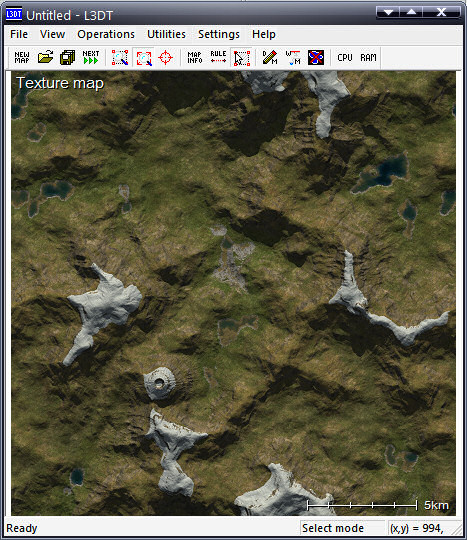 L3DT Untitled - L3DT
File View Operations Utilities Settings Help
NEW MAP NEXT >>> MAP INFO RULE M M CPU RAM
Texture map
5km
Ready Select mode (x,y) = 994,